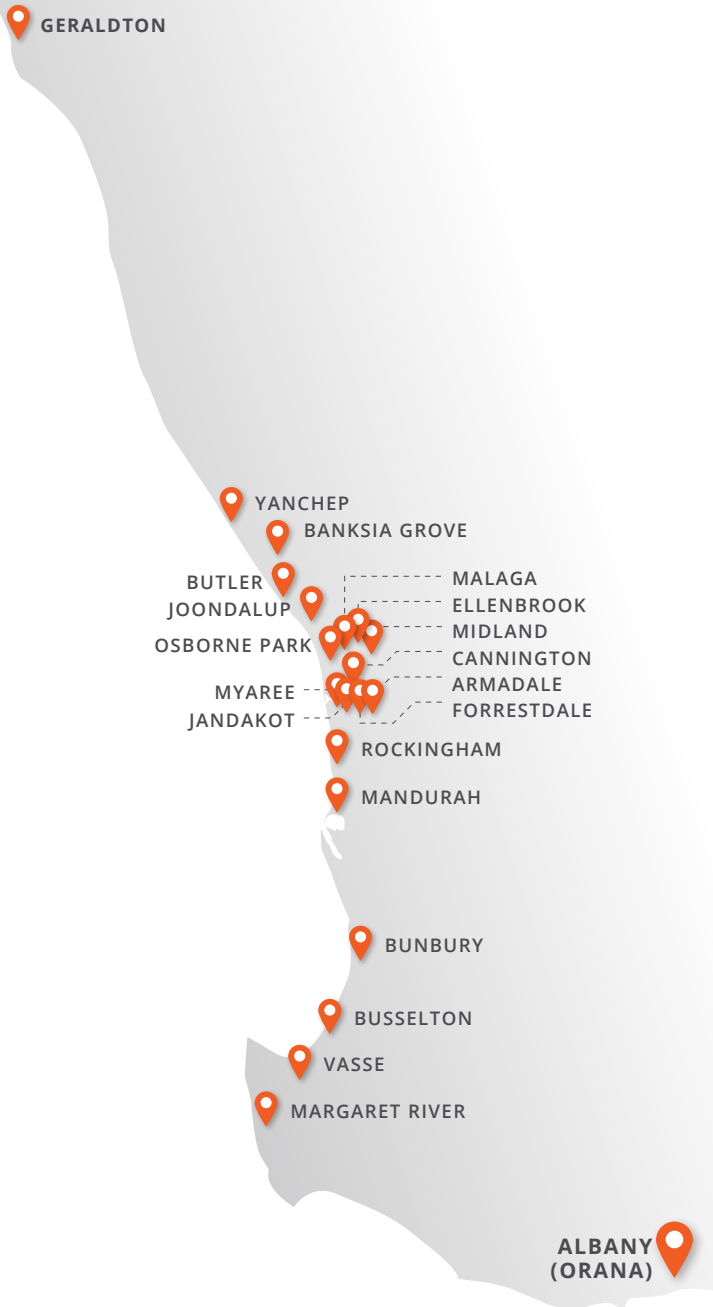 GERALDTON
YANCHEP
BANKSIA GROVE
BUTLER
MALAGA
JOONDALUP
ELLENBROOK
MIDLAND
OSBORNE PARK
CANNINGTON
ARMADALE
MYAREE
FORRESTDALE
JANDAKOT
ROCKINGHAM
MANDURAH
BUNBURY
BUSSELTON
VASSE
MARGARET RIVER
ALBANY
(ORANA)